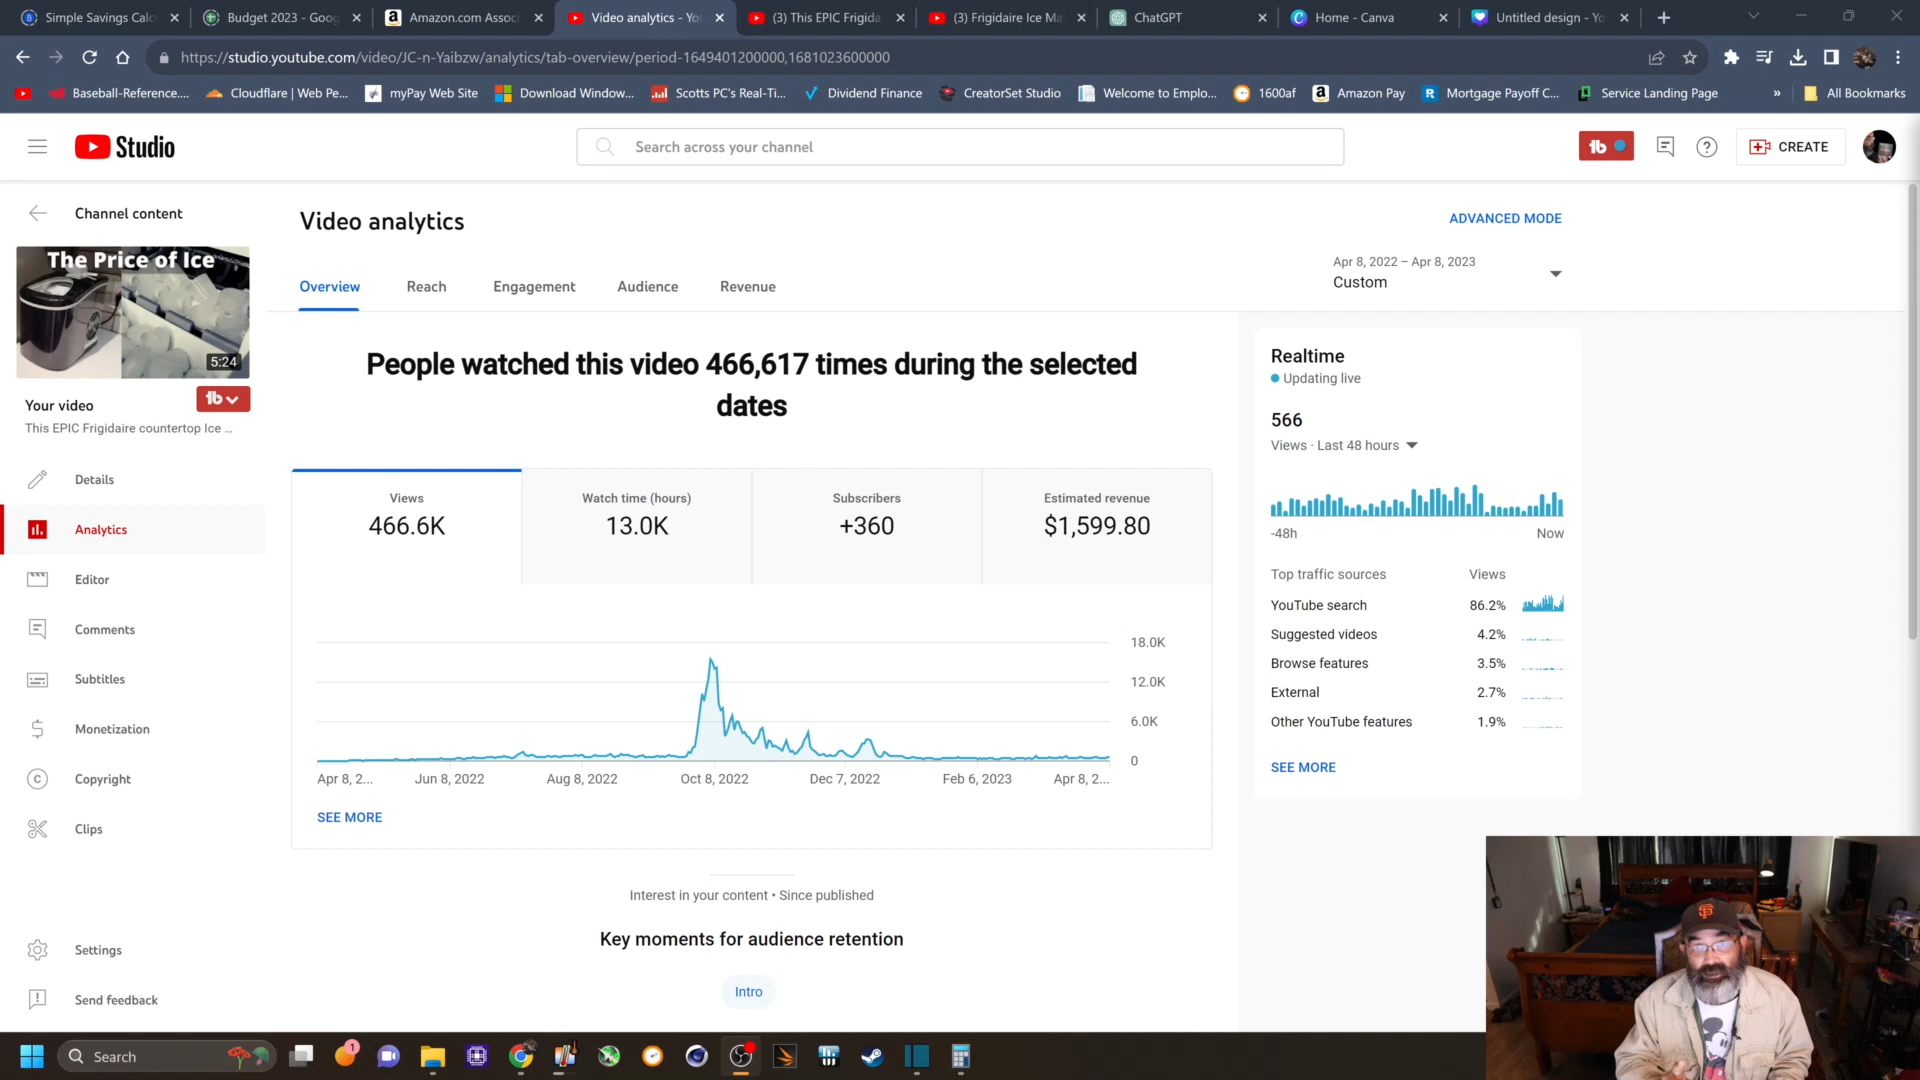 Simple Savings Calc
Budget 2023 - Goog
Amazon.com Associ
Video analytics - You
(3) This EPIC Frigida
(3) Frigidaire Ice Ma
ChatGPT
Home - Canva
Untitled design - Yo
https://studio.youtube.com/video/JC-n-Yaibzw/analytics/tab-overview/period-1649401200000,1681023600000
Baseball-Reference....
Cloudflare | Web Pe...
myPay Web Site
Download Window...
Scotts PC's Real-Ti...
Dividend Finance
CreatorSet Studio
Welcome to Emplo...
1600af
Amazon Pay
Mortgage Payoff C...
Service Landing Page
»
All Bookmarks
Studio
Search across your channel
tb
CREATE
Channel content
The Price of Ice
5:24
Your video
tb
This EPIC Frigidaire countertop Ice ...
Details
Analytics
Editor
Comments
Subtitles
Monetization
Copyright
Clips
Settings
Send feedback
Video analytics
ADVANCED MODE
Overview
Reach
Engagement
Audience
Revenue
Apr 8, 2022 – Apr 8, 2023
Custom
People watched this video 466,617 times during the selected
dates
Views
466.6K
Watch time (hours)
13.0K
Subscribers
+360
Estimated revenue
$1,599.80
18.0K
12.0K
6.0K
0
Apr 8, 2...
Jun 8, 2022
Aug 8, 2022
Oct 8, 2022
Dec 7, 2022
Feb 6, 2023
Apr 8, 2...
SEE MORE
Interest in your content • Since published
Key moments for audience retention
Intro
Realtime
Updating live
566
Views · Last 48 hours
-48h
Now
Top traffic sources
Views
YouTube search
86.2%
Suggested videos
4.2%
Browse features
3.5%
External
2.7%
Other YouTube features
1.9%
SEE MORE
Search
1